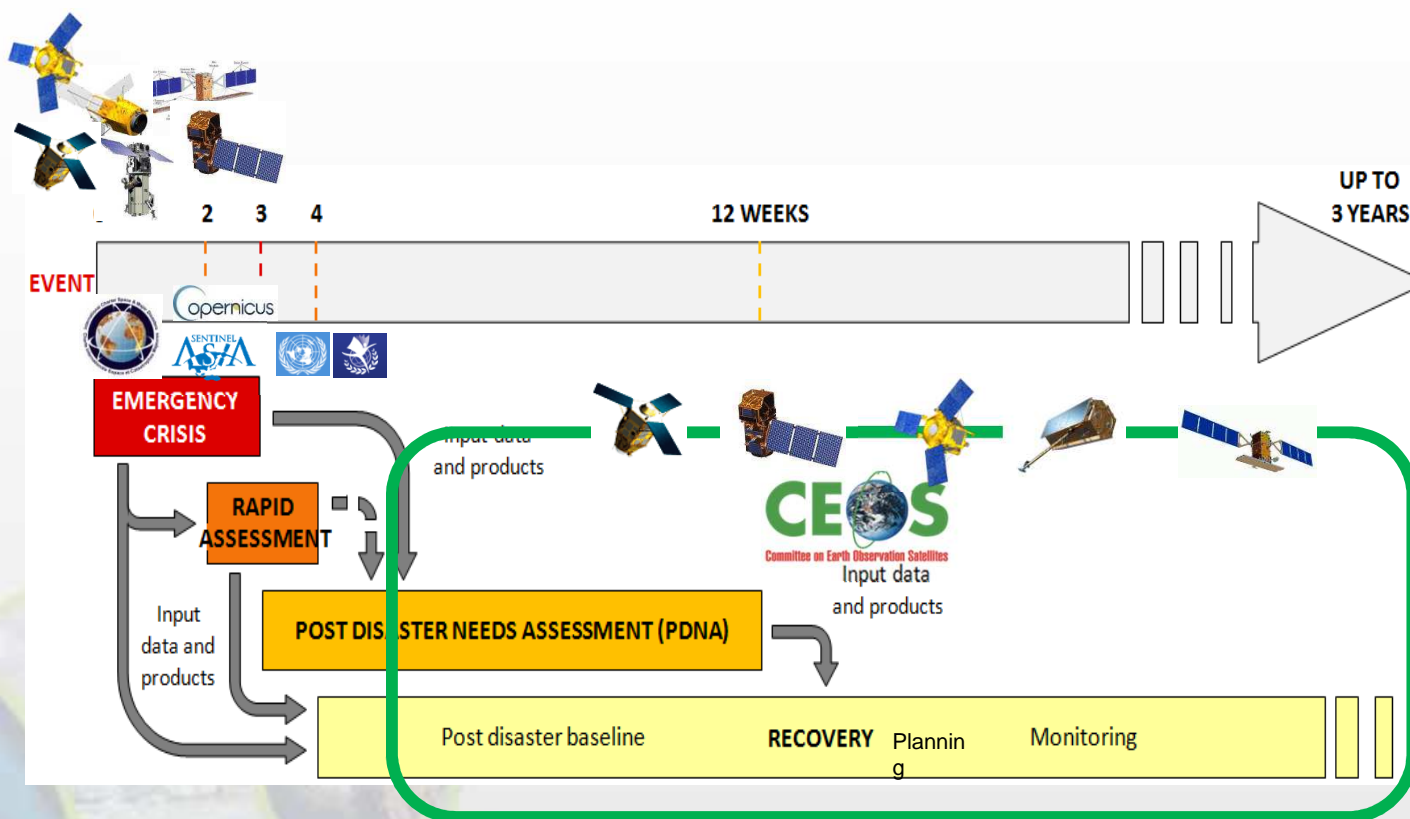 UP TO
3 YEARS
2 3 4 12 WEEKS
EVENT
opernicus
SENTINEL
ASIA
EMERGENCY
CRISIS
Input data
and products
RAPID
ASSESSMENT
CEOS
Committee on Earth Observation Satellites
Input data
and products
Input
data and
products
POST DISASTER NEEDS ASSESSMENT (PDNA)
Post disaster baseline
RECOVERY
Plannin
g
Monitoring